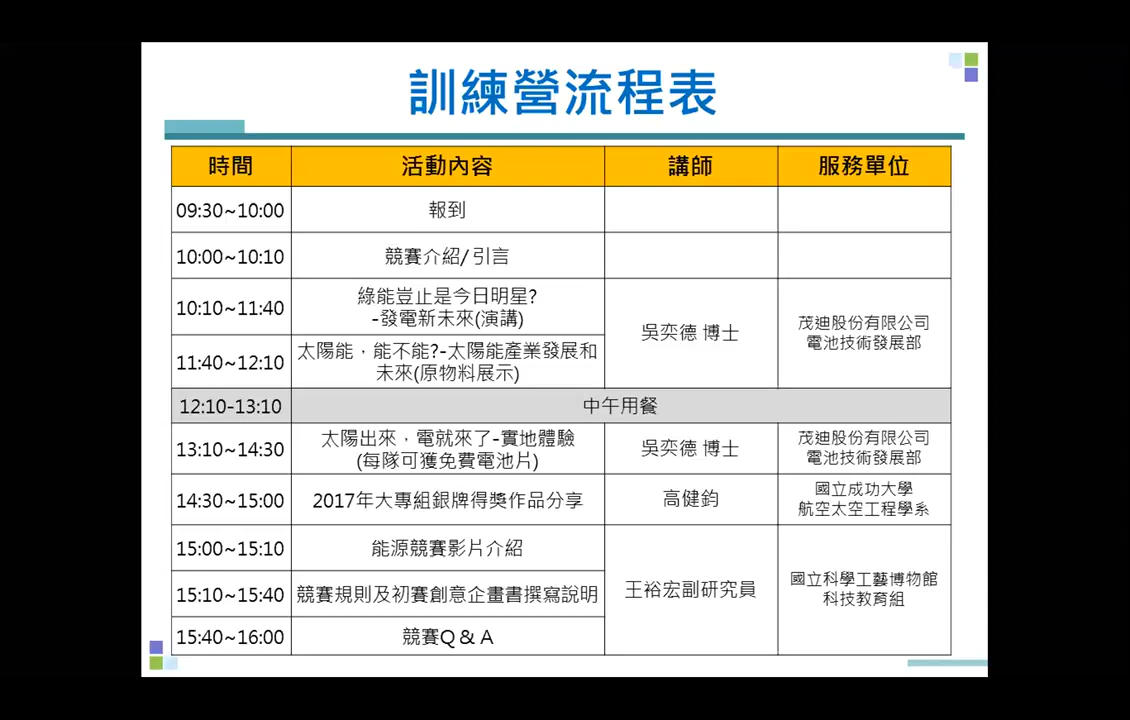 訓練營流程表
時間 活動內容 講師 服務單位
09:30~10:00 報到
10:00~10:10 競賽介紹/ 引言
10:10~11:40 綠能豈止是今日明星?
-發電新未來(演講)
吳奕德 博士 茂迪股份有限公司
電池技術發展部
11:40~12:10 太陽能，能不能?-太陽能產業發展和
未來(原物料展示)
12:10-13:10 中午用餐
13:10~14:30 太陽出來，電就來了-實地體驗
(每隊可獲免費電池片)
吳奕德 博士 茂迪股份有限公司
電池技術發展部
14:30~15:00 2017年大專組銀牌得獎作品分享 高健鈞 國立成功大學
航空太空工程學系
15:00~15:10 能源競賽影片介紹
15:10~15:40 競賽規則及初賽創意企畫書撰寫說明 王裕宏副研究員 國立科學工藝博物館
科技教育組
15:40~16:00 競賽Q & A